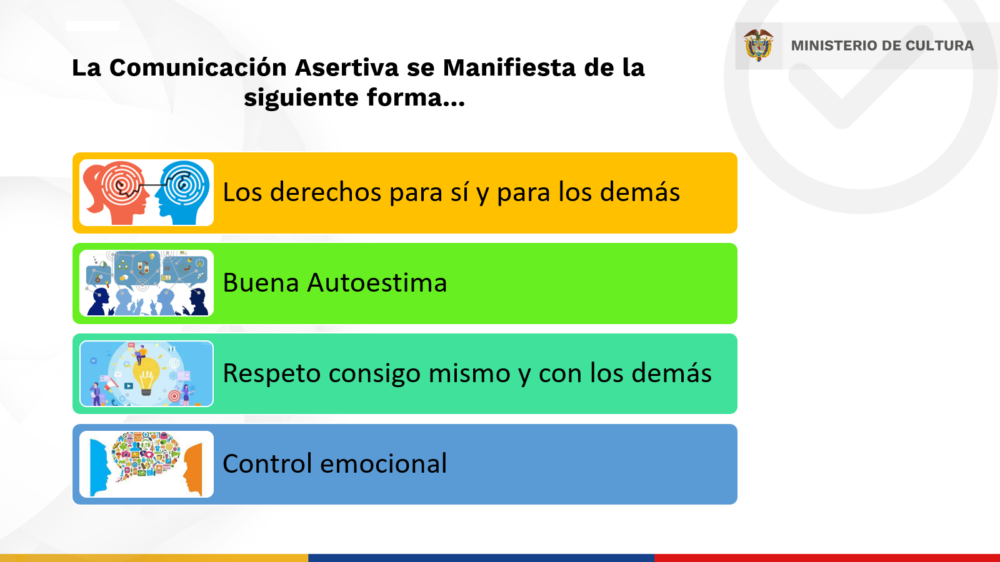 MINISTERIO DE CULTURA
La Comunicación Asertiva se Manifiesta de la
siguiente forma...
Los derechos para sí y para los demás
Buena Autoestima
Respeto consigo mismo y con los demás
Control emocional